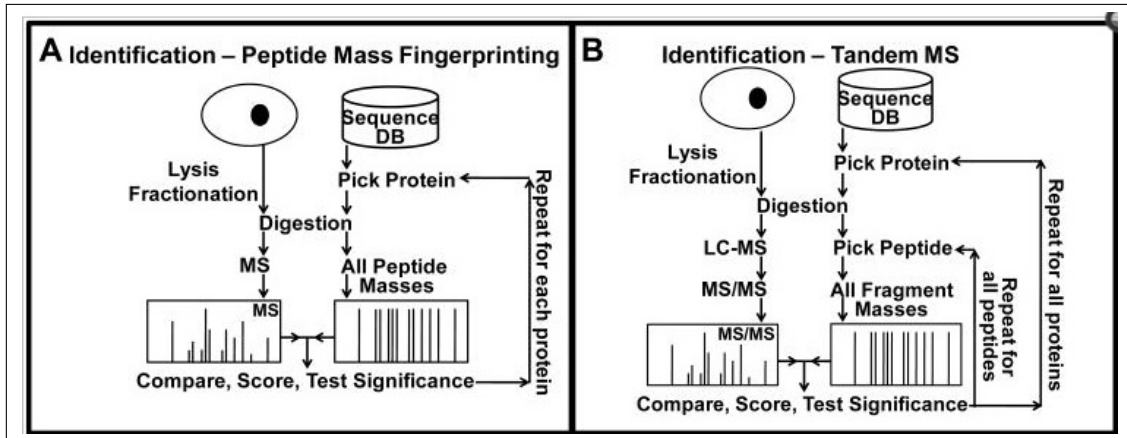 A Identification – Peptide Mass Fingerprinting
Sequence
DB
Lysis
Fractionation
Pick Protein
Digestion
MS
All Peptide
Masses
MS
Compare, Score, Test Significance
Repeat for each protein
B Identification – Tandem MS
Sequence
DB
Lysis
Fractionation
Pick Protein
Digestion
LC-MS
Pick Peptide
MS/MS
All Fragment
Masses
MS/MS
Compare, Score, Test Significance
Repeat for
all peptides
Repeat for all proteins